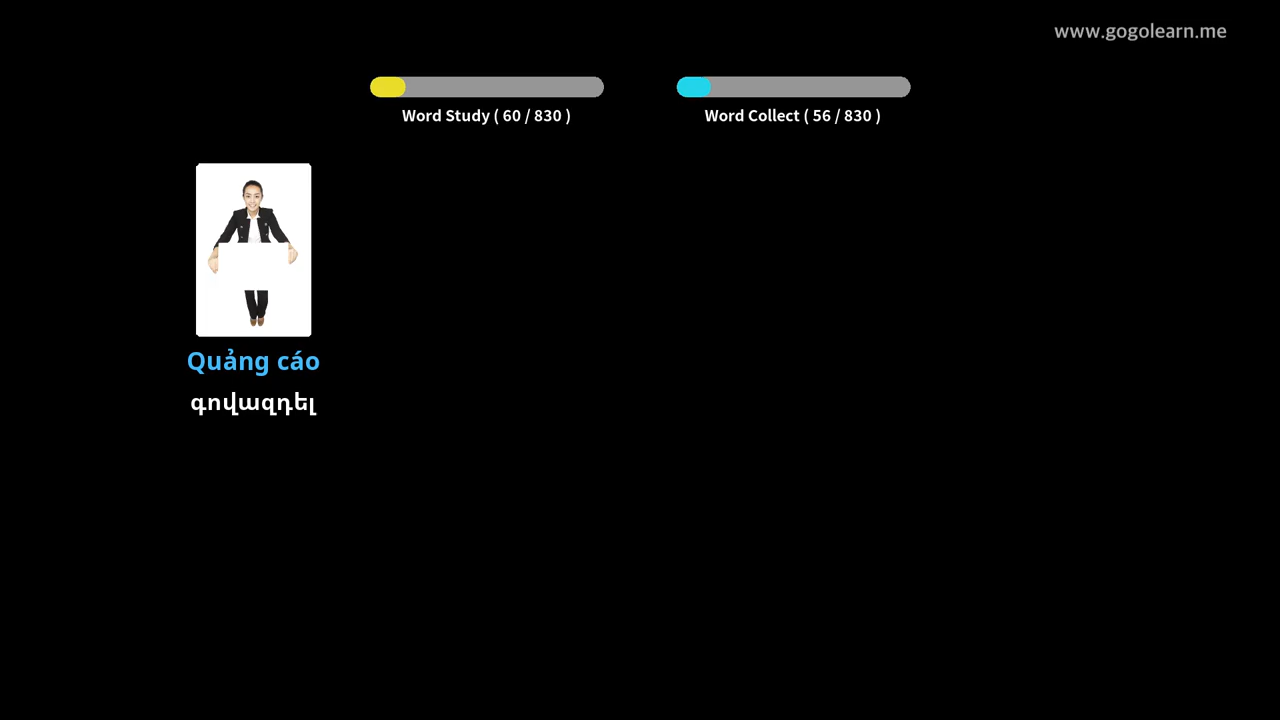 www.gogolearn.me
Word Study ( 60 / 830 )
Word Collect ( 56 / 830 )
Quảng cáo
գովազդել